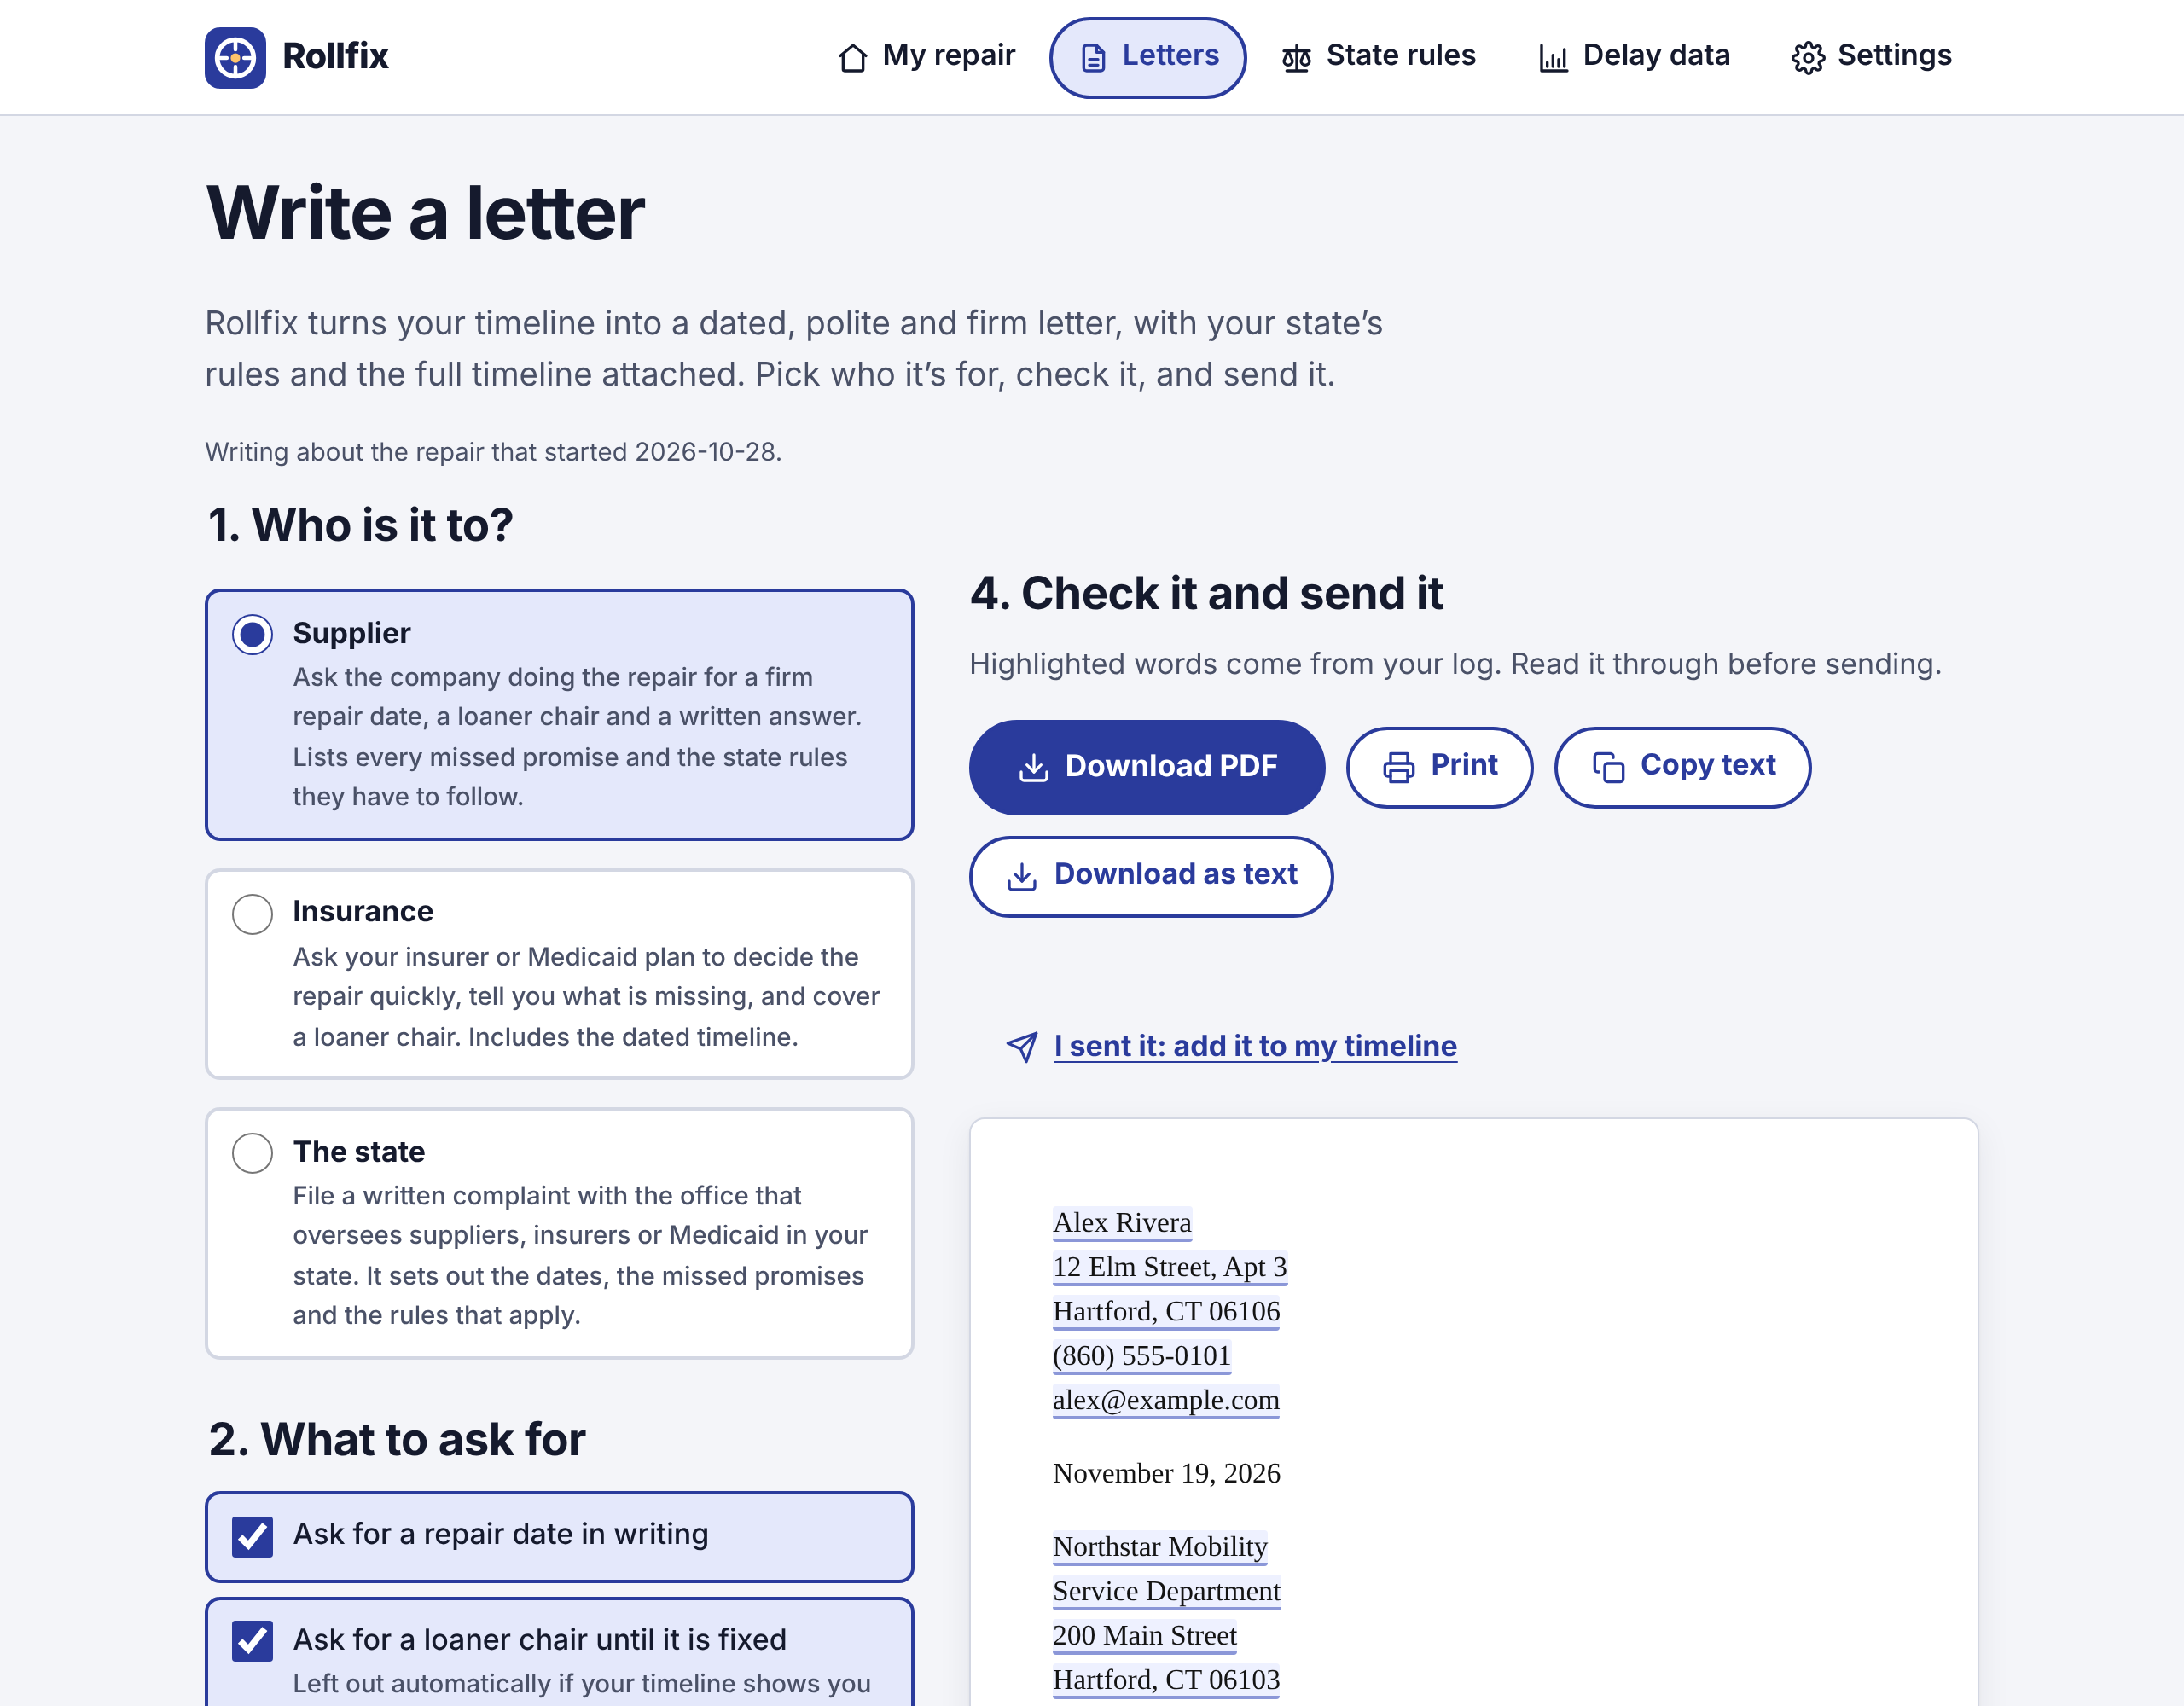 Rollfix
My repair
Letters
State rules
Delay data
Settings
Write a letter
Rollfix turns your timeline into a dated, polite and firm letter, with your state’s
rules and the full timeline attached. Pick who it’s for, check it, and send it.
Writing about the repair that started 2026-10-28.
1. Who is it to?
Supplier
Ask the company doing the repair for a firm
repair date, a loaner chair and a written answer.
Lists every missed promise and the state rules
they have to follow.
Insurance
Ask your insurer or Medicaid plan to decide the
repair quickly, tell you what is missing, and cover
a loaner chair. Includes the dated timeline.
The state
File a written complaint with the office that
oversees suppliers, insurers or Medicaid in your
state. It sets out the dates, the missed promises
and the rules that apply.
2. What to ask for
Ask for a repair date in writing
Ask for a loaner chair until it is fixed
Left out automatically if your timeline shows you
4. Check it and send it
Highlighted words come from your log. Read it through before sending.
Download PDF
Print
Copy text
Download as text
I sent it: add it to my timeline
Alex Rivera
12 Elm Street, Apt 3
Hartford, CT 06106
(860) 555-0101
alex@example.com
November 19, 2026
Northstar Mobility
Service Department
200 Main Street
Hartford, CT 06103